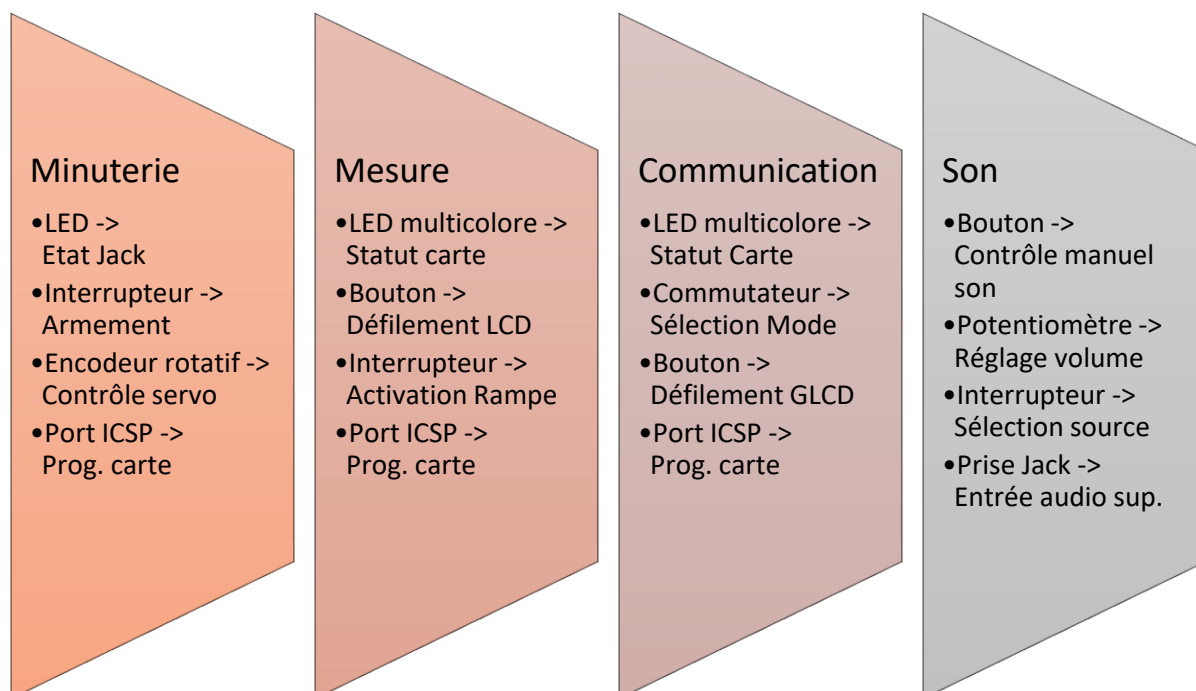 Minuterie
•LED ->
Etat Jack
•Interrupteur ->
Armement
•Encodeur rotatif ->
Contrôle servo
•Port ICSP ->
Prog. carte
Mesure
•LED multicolore ->
Statut carte
•Bouton ->
Défilement LCD
•Interrupteur ->
Activation Rampe
•Port ICSP ->
Prog. carte
Communication
•LED multicolore ->
Statut Carte
•Commutateur ->
Sélection Mode
•Bouton ->
Défilement GLCD
•Port ICSP ->
Prog. carte
Son
•Bouton ->
Contrôle manuel
son
•Potentiomètre ->
Réglage volume
•Interrupteur ->
Sélection source
•Prise Jack ->
Entrée audio sup.